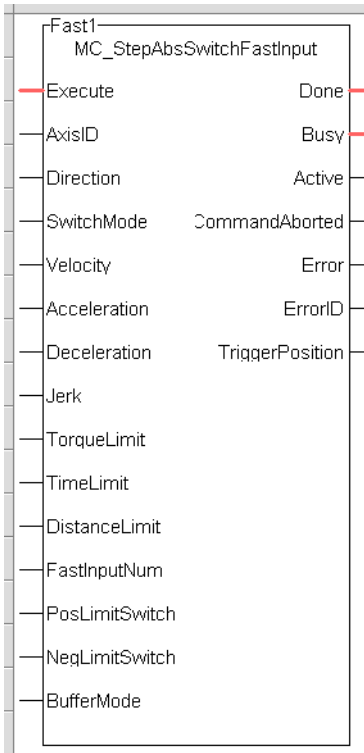 Fast1
MC_StepAbsSwitchFastInput
Execute Done
AxisID Busy
Direction Active
SwitchMode CommandAborted
Velocity Error
Acceleration ErrorID
Deceleration TriggerPosition
Jerk
TorqueLimit
TimeLimit
DistanceLimit
FastInputNum
PosLimitSwitch
NegLimitSwitch
BufferMode